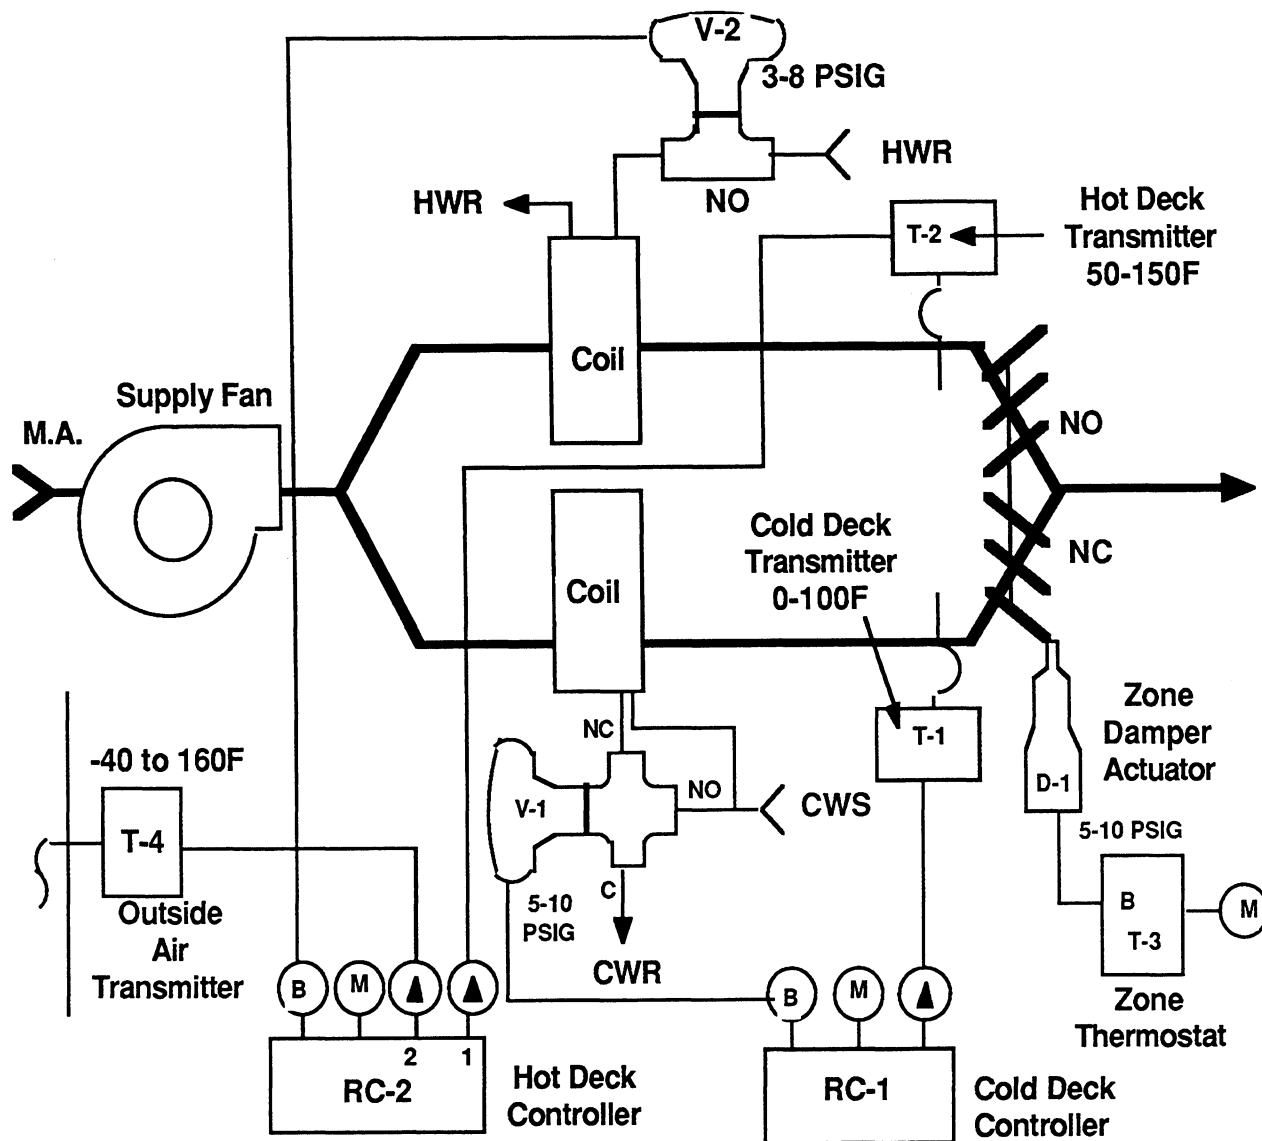 V-2
3-8 PSIG
HWR
NO
HWR
Hot Deck
Transmitter
50-150F
T-2
Coil
Supply Fan
M.A.
NO
Cold Deck
Transmitter
0-100F
NC
Coil
Zone
Damper
Actuator
NC
T-1
D-1
-40 to 160F
V-1
NO
CWS
T-4
5-10 PSIG
B
M
T-3
C
5-10
PSIG
Outside
Air
Transmitter
CWR
B
M
B
M
Zone
Thermostat
2
1
RC-2
Hot Deck
Controller
RC-1
Cold Deck
Controller